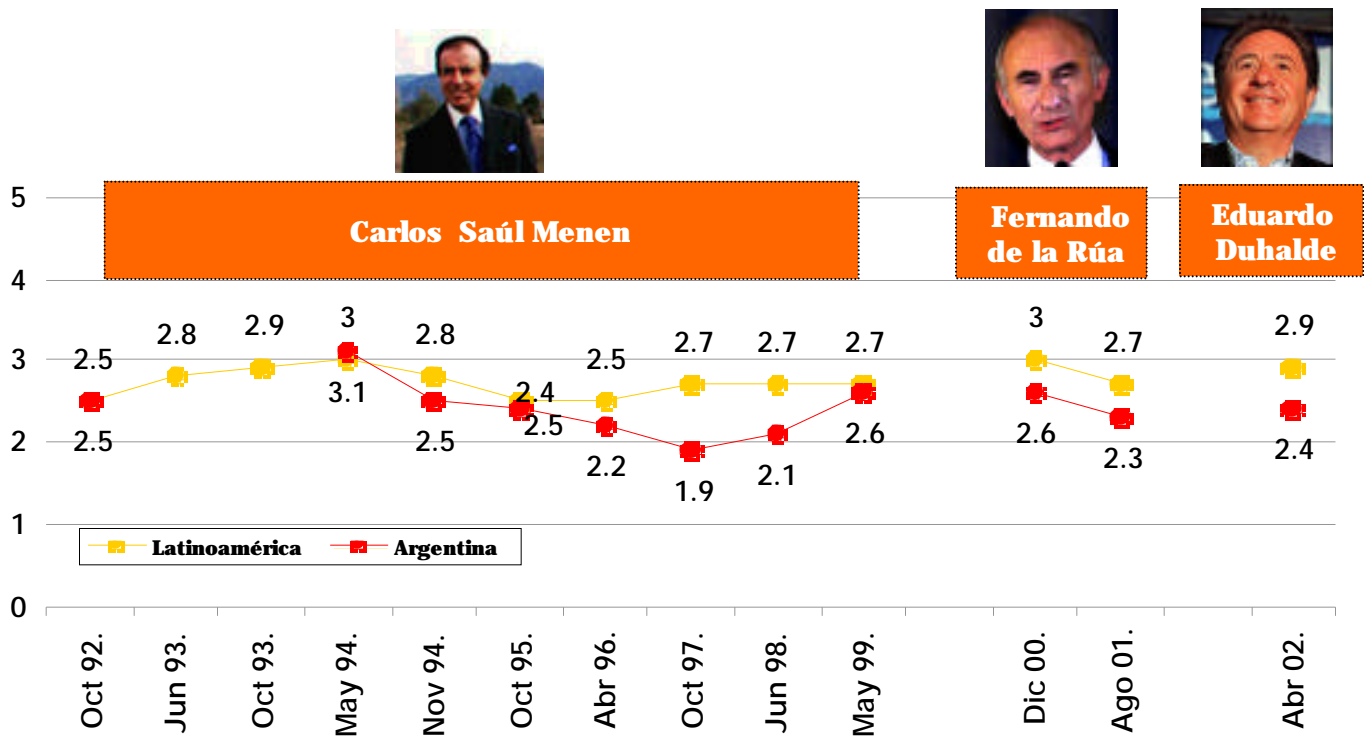 5
4
3
2
1
0
Carlos Saúl Menen
Fernando
de la Rúa
Eduardo
Duhalde
2.5
2.8
2.9
3
2.8
2.4
2.5
2.7
2.7
2.7
3
2.7
2.9
2.5
3.1
2.5
2.5
2.2
1.9
2.1
2.6
2.6
2.3
2.4
Latinoamérica
Argentina
Oct 92.
Jun 93.
Oct 93.
May 94.
Nov 94.
Oct 95.
Abr 96.
Oct 97.
Jun 98.
May 99.
Dic 00.
Ago 01.
Abr 02.